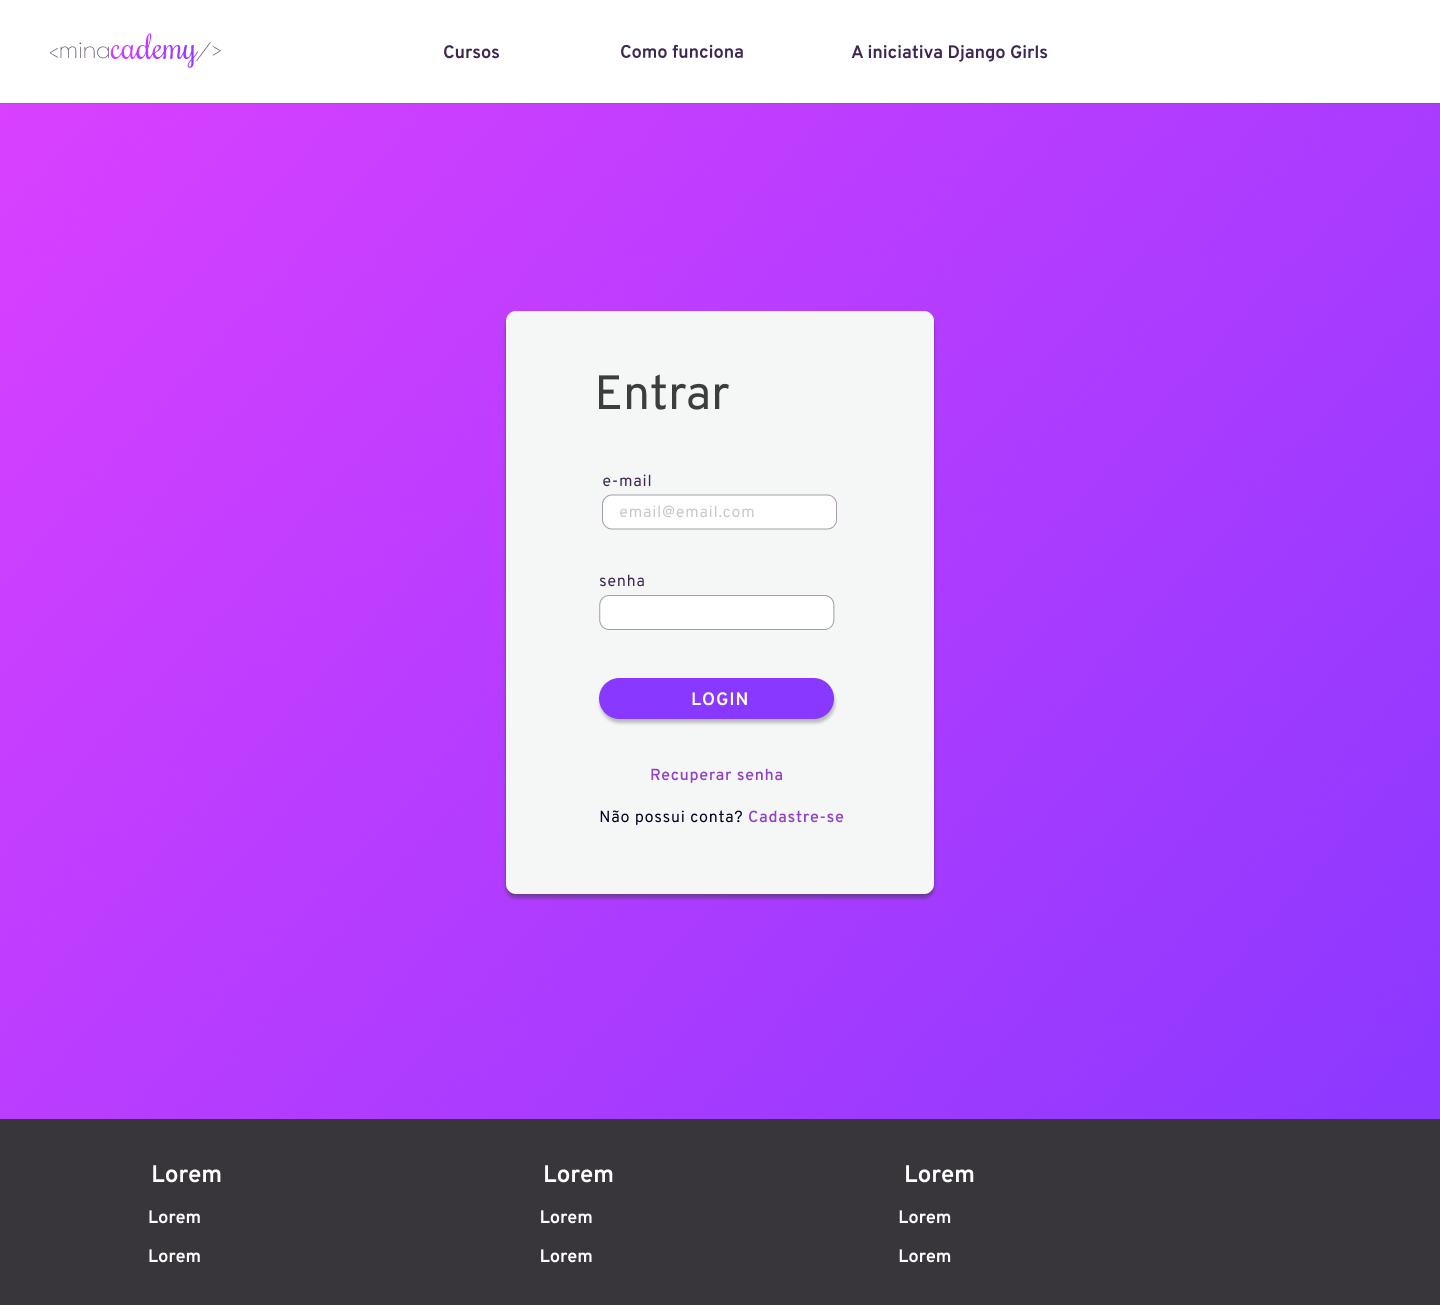 <minacademy/>
Cursos Como funciona A iniciativa Django Girls
Entrar
e-mail
email@email.com
senha
LOGIN
Recuperar senha
Não possui conta? Cadastre-se
Lorem Lorem Lorem
Lorem Lorem Lorem
Lorem Lorem Lorem